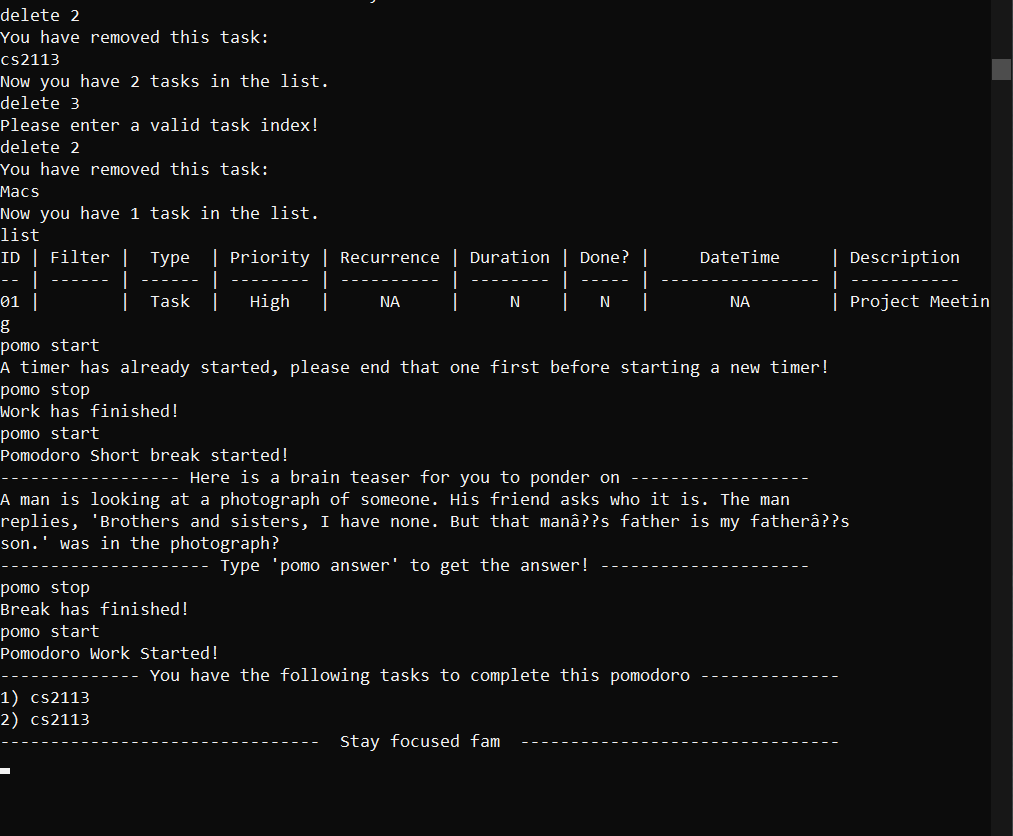 delete 2
You have removed this task:
cs2113
Now you have 2 tasks in the list.
delete 3
Please enter a valid task index!
delete 2
You have removed this task:
Macs
Now you have 1 task in the list.
list
ID | Filter |  Type  | Priority | Recurrence | Duration | Done? |     DateTime     | Description
-- | ------ | ------ | -------- | ---------- | -------- | ----- | ---------------- | -----------
01 |        |  Task  |   High   |     NA     |     N    |   N   |        NA        | Project Meetin
g
pomo start
A timer has already started, please end that one first before starting a new timer!
pomo stop
Work has finished!
pomo start
Pomodoro Short break started!
------------------ Here is a brain teaser for you to ponder on ------------------
A man is looking at a photograph of someone. His friend asks who it is. The man
replies, 'Brothers and sisters, I have none. But that manâ??s father is my fatherâ??s
son.' was in the photograph?
--------------------- Type 'pomo answer' to get the answer! ---------------------
pomo stop
Break has finished!
pomo start
Pomodoro Work Started!
-------------- You have the following tasks to complete this pomodoro --------------
1) cs2113
2) cs2113
--------------------------------  Stay focused fam  --------------------------------